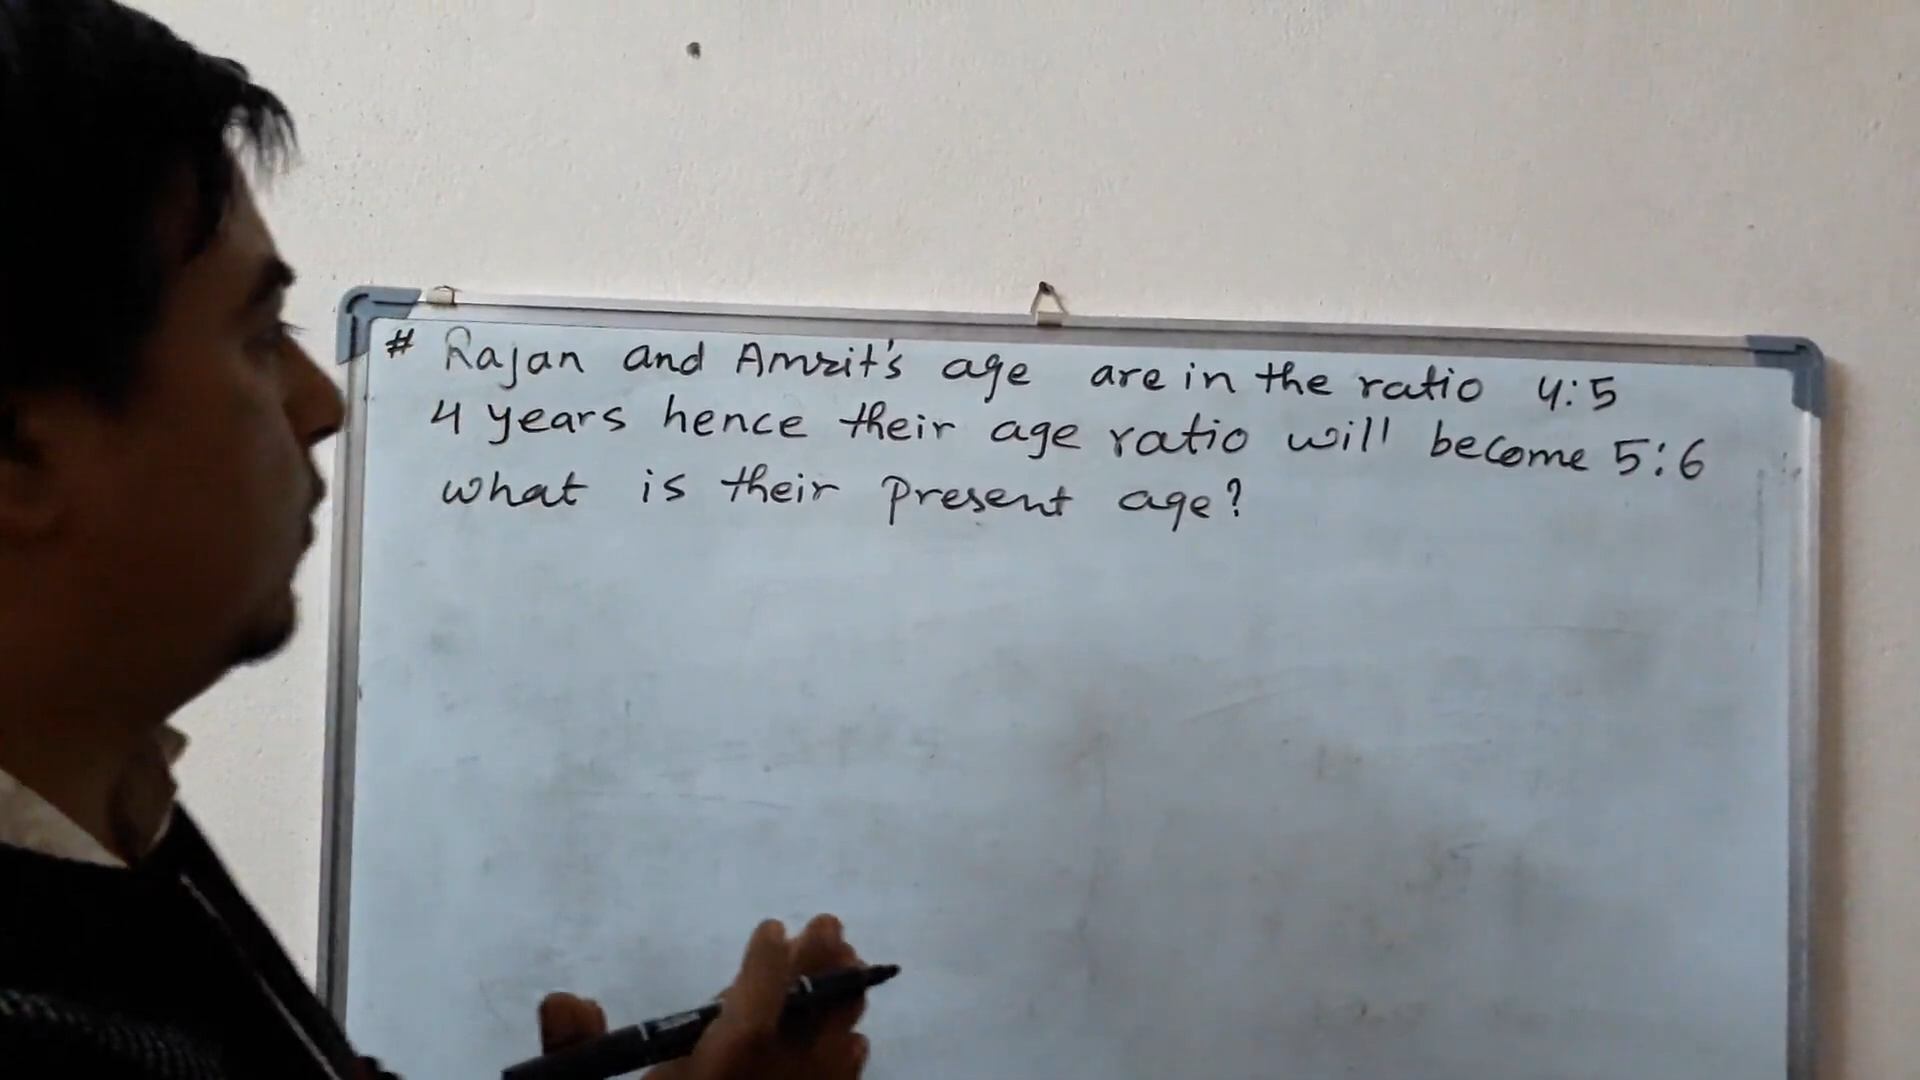 # Rajan and Amrit's age are in the ratio 4:5
4 years hence their age ratio will become 5:6
what is their present age?